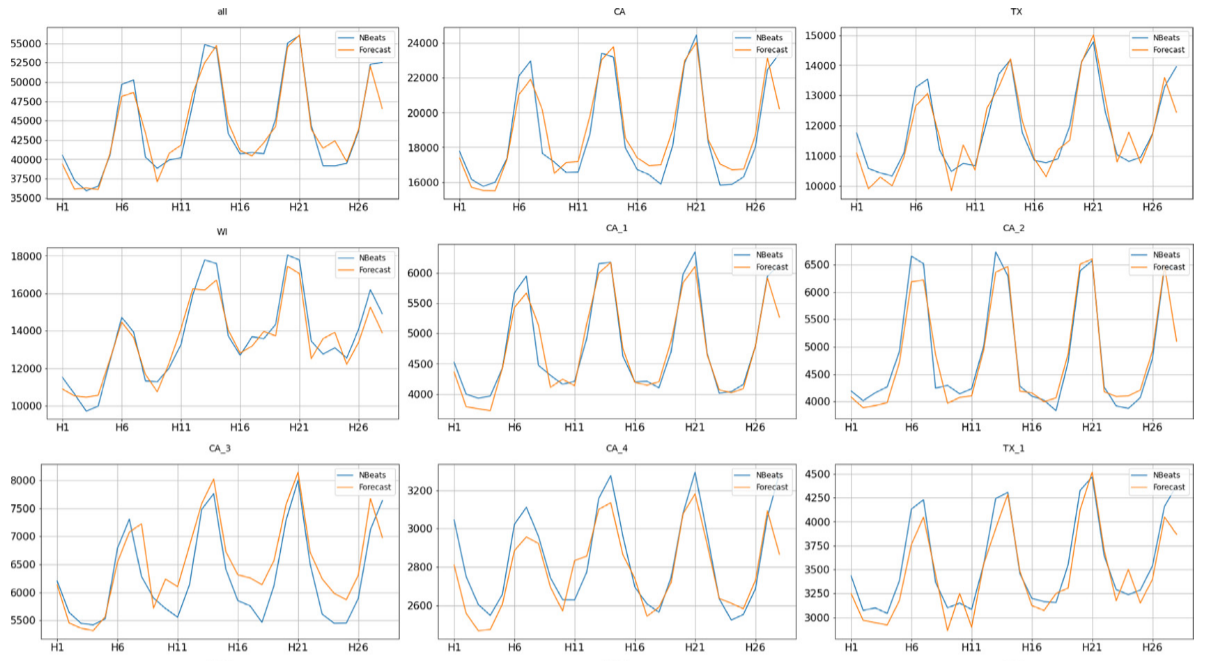 all
CA
TX
55000
52500
50000
47500
45000
42500
40000
37500
35000
H1 H6 H11 H16 H21 H26
NBeats
Forecast
24000
22000
20000
18000
16000
H1 H6 H11 H16 H21 H26
NBeats
Forecast
15000
14000
13000
12000
11000
10000
H1 H6 H11 H16 H21 H26
NBeats
Forecast
WI
CA_1
CA_2
18000
16000
14000
12000
10000
H1 H6 H11 H16 H21 H26
NBeats
Forecast
6000
5500
5000
4500
4000
H1 H6 H11 H16 H21 H26
NBeats
Forecast
6500
6000
5500
5000
4500
4000
H1 H6 H11 H16 H21 H26
NBeats
Forecast
CA_3
CA_4
TX_1
8000
7500
7000
6500
6000
5500
H1 H6 H11 H16 H21 H26
NBeats
Forecast
3200
3000
2800
2600
H1 H6 H11 H16 H21 H26
NBeats
Forecast
4500
4250
4000
3750
3500
3250
3000
H1 H6 H11 H16 H21 H26
NBeats
Forecast